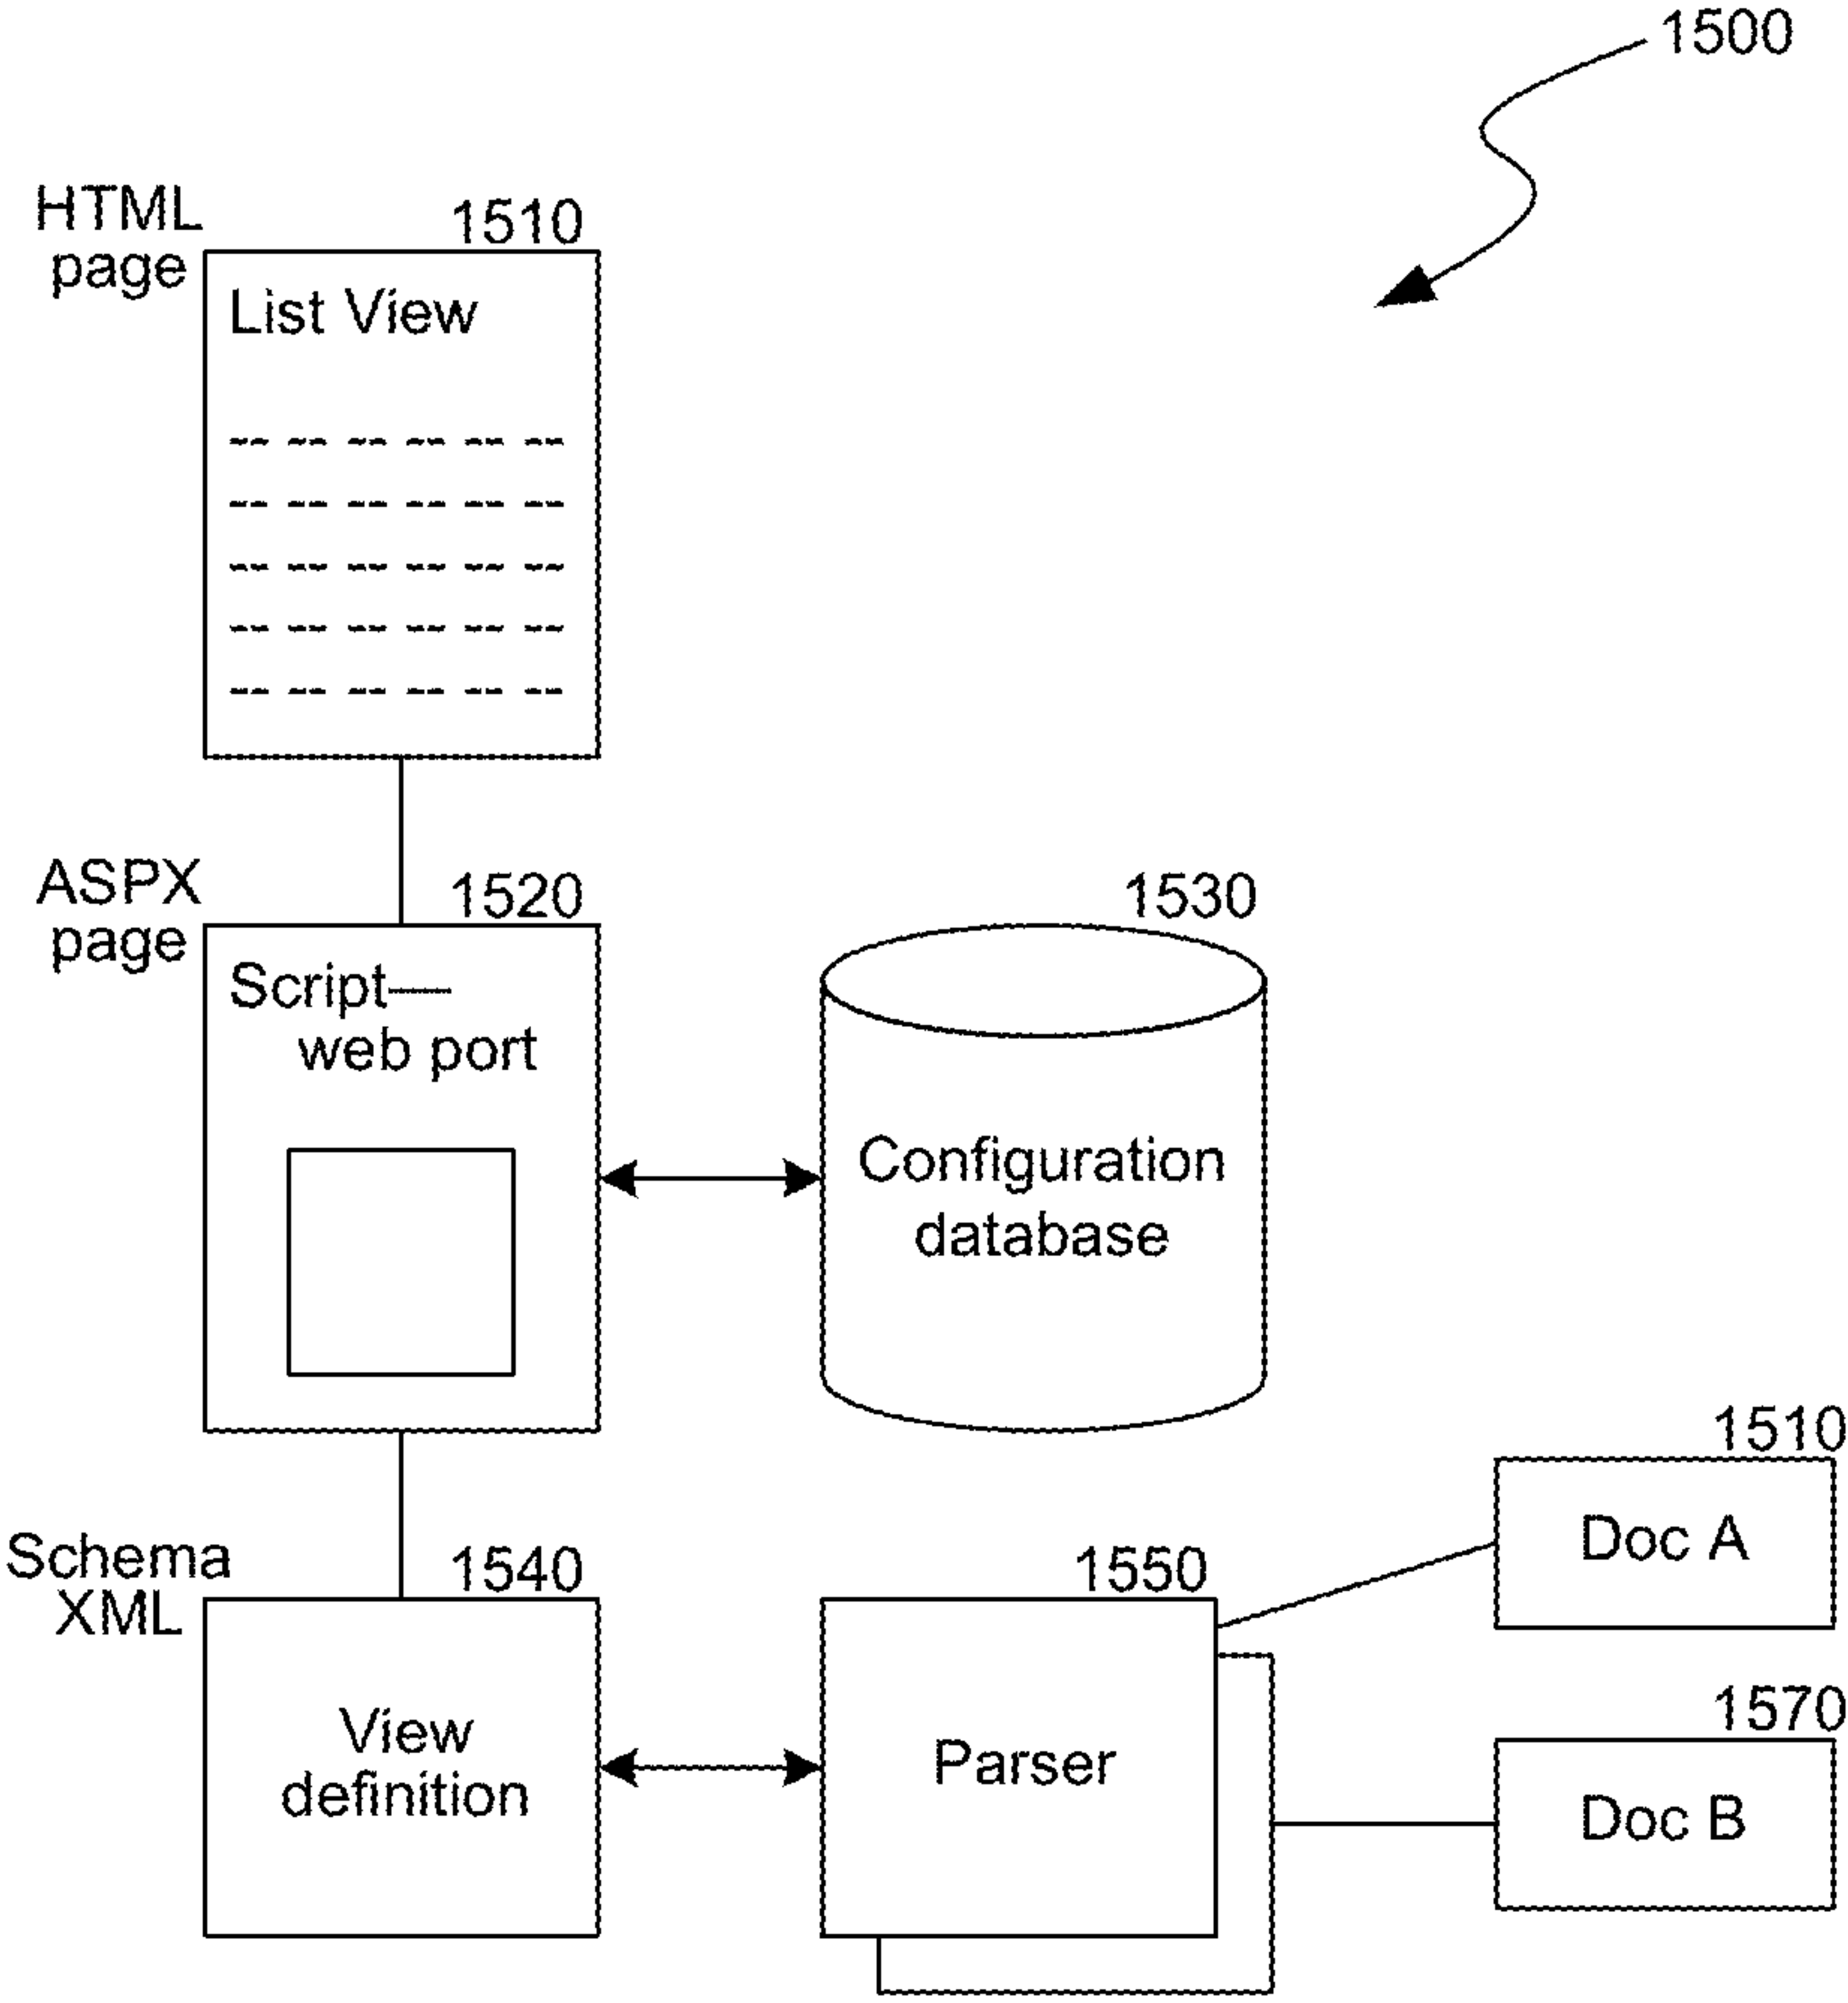 1500
HTML
page
1510
List View
-- -- -- -- -- --
-- -- -- -- -- --
-- -- -- -- -- --
-- -- -- -- -- --
-- -- -- -- -- --
ASPX
page
1520
Script—
web port
1530
Configuration
database
Schema
XML
1540
View
definition
1550
Parser
1510
Doc A
1570
Doc B